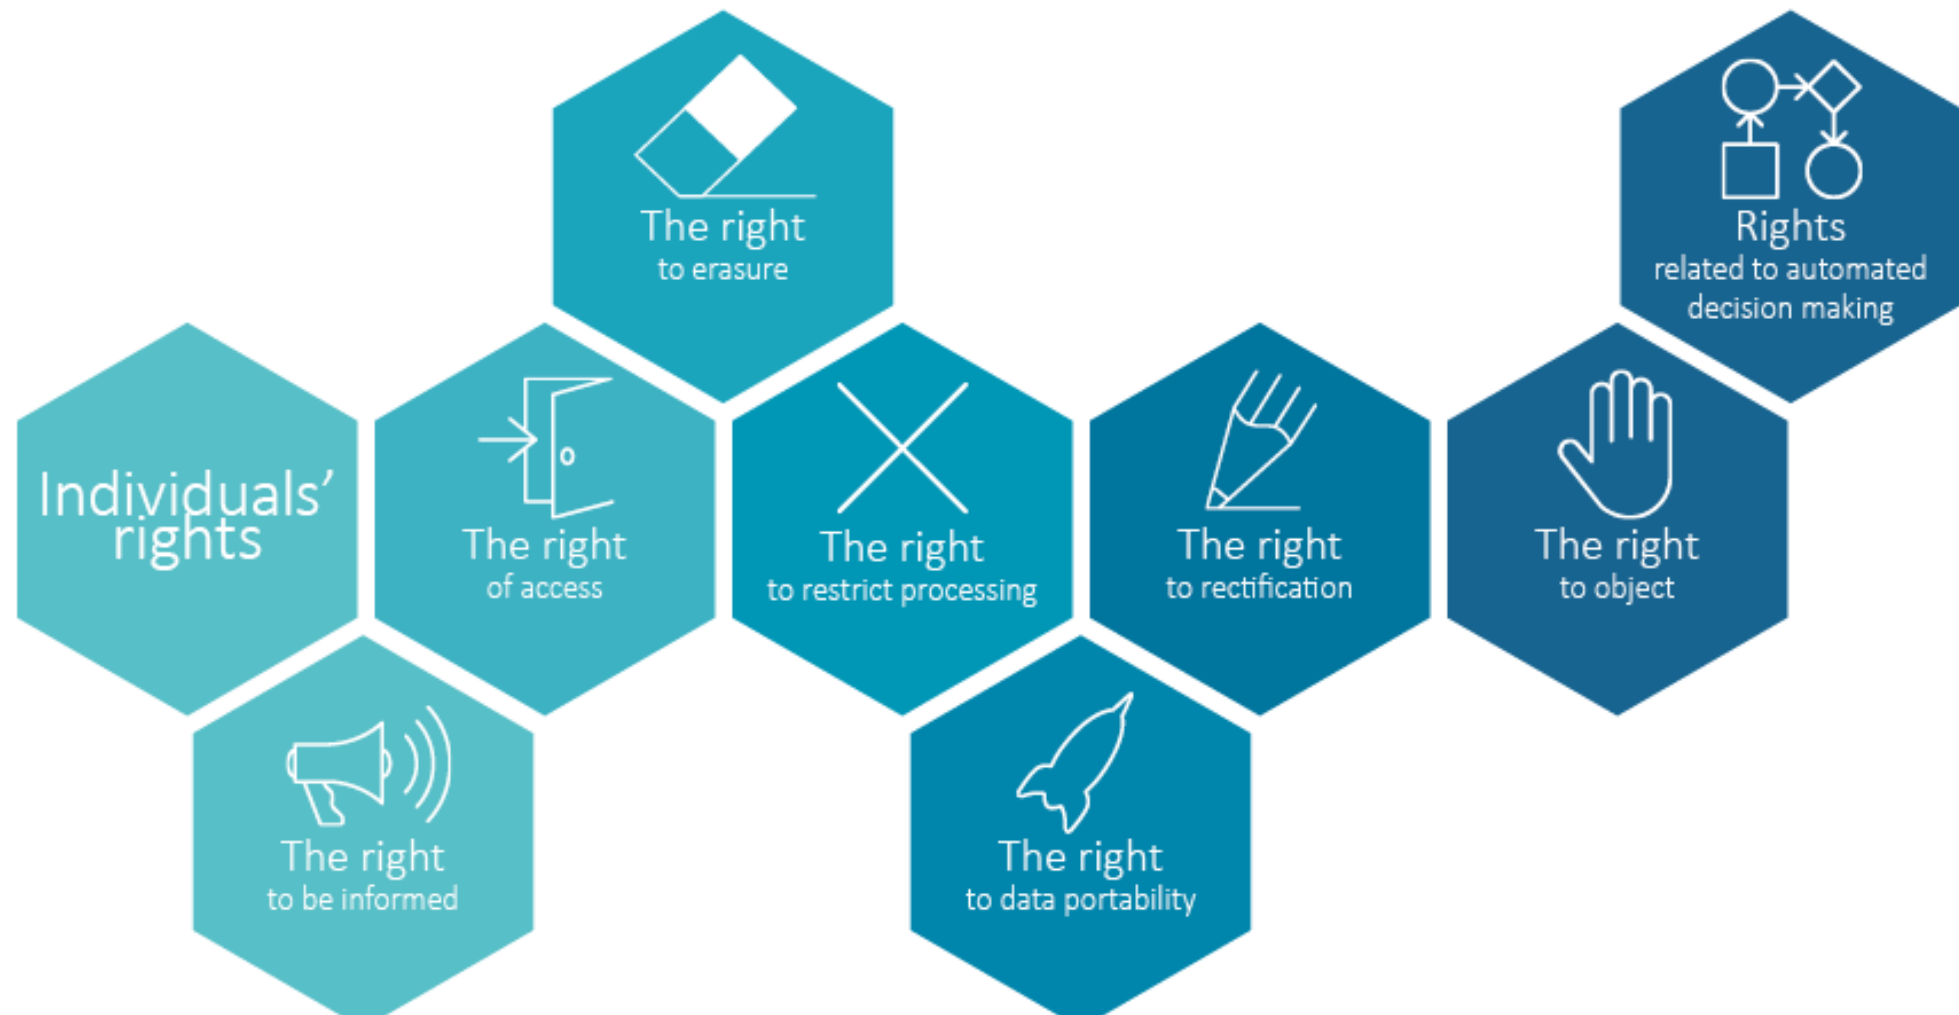 The right
to erasure
Rights
related to automated
decision making
Individuals’
rights
The right
of access
The right
to restrict processing
The right
to rectification
The right
to object
The right
to be informed
The right
to data portability